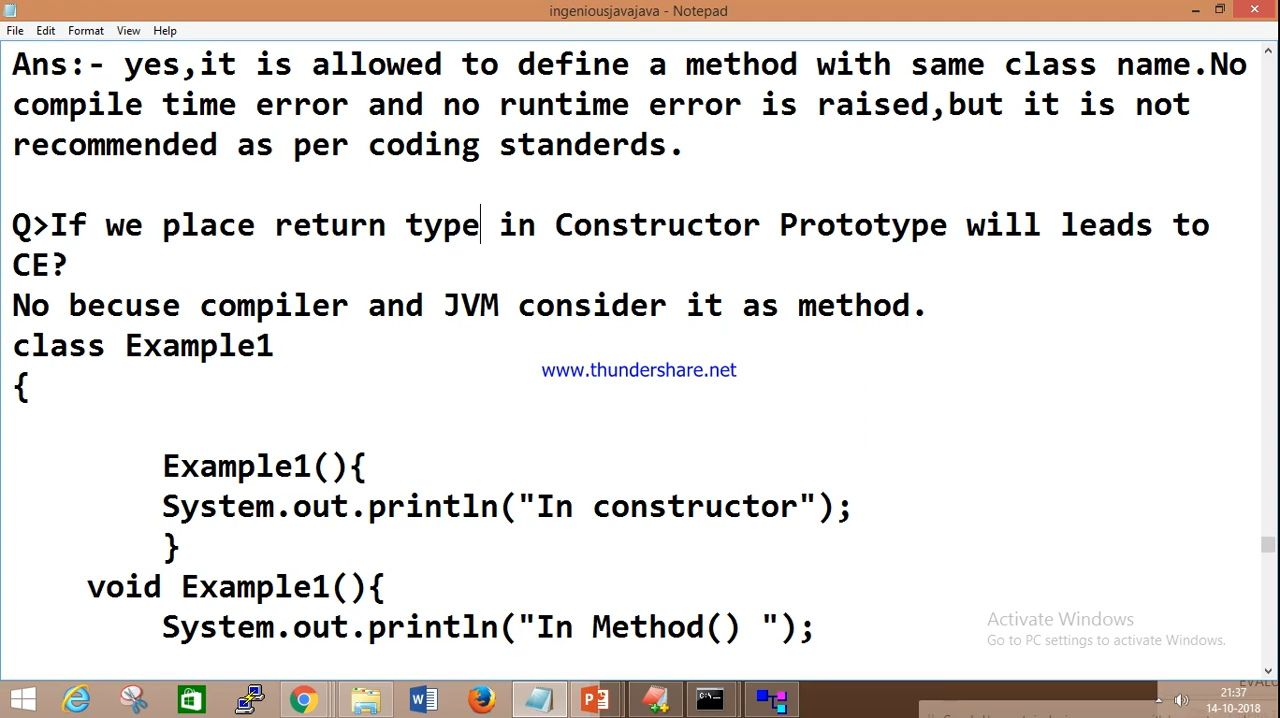 ingeniousjavajava - Notepad
File Edit Format View Help
Ans:- yes,it is allowed to define a method with same class name.No
compile time error and no runtime error is raised,but it is not
recommended as per coding standerds.
Q>If we place return type in Constructor Prototype will leads to
CE?
No becuse compiler and JVM consider it as method.
class Example1
www.thundershare.net
{
Example1(){
System.out.println("In constructor");
}
void Example1(){
System.out.println("In Method() ");
Activate Windows
Go to PC settings to activate Windows.
21:37
14-10-2018